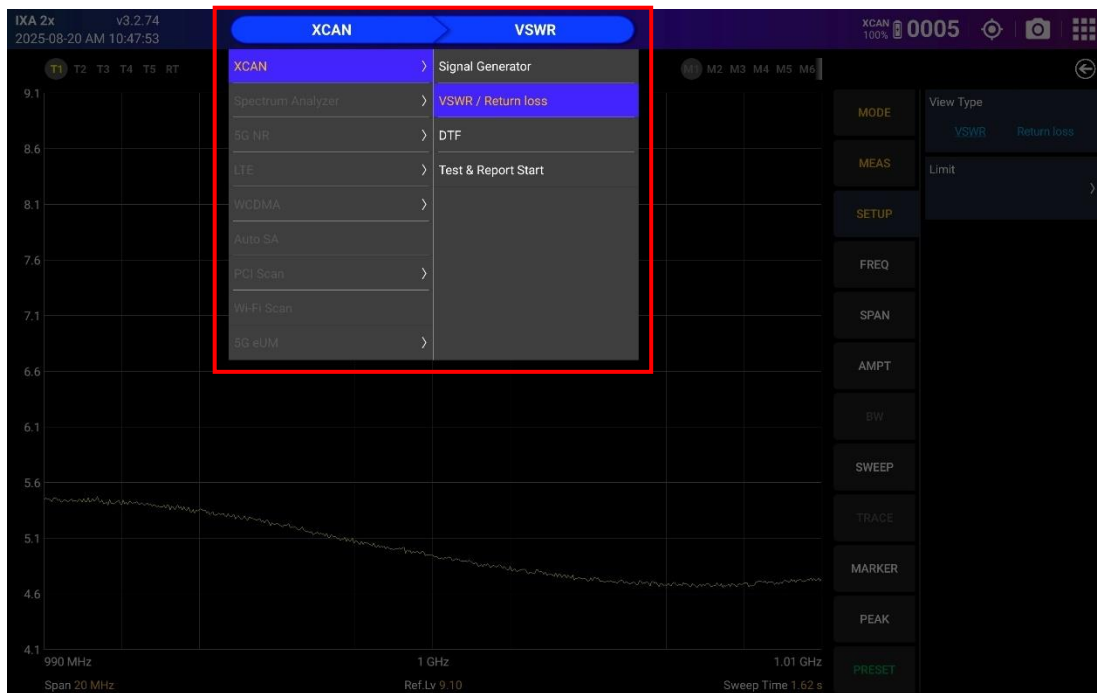 IXA 2x v3.2.74
2025-08-20 AM 10:47:53
XCAN VSWR
XCAN 100% 0005
T1 T2 T3 T4 T5 RT
M1 M2 M3 M4 M5 M6
XCAN
Spectrum Analyzer
5G NR
LTE
WCDMA
Auto SA
PCI Scan
Wi-Fi Scan
5G eUM
Signal Generator
VSWR / Return loss
DTF
Test & Report Start
9.1
8.6
8.1
7.6
7.1
6.6
6.1
5.6
5.1
4.6
4.1
990 MHz 1 GHz 1.01 GHz
Span 20 MHz Ref.Lv 9.10 Sweep Time 1.62 s
MODE
MEAS
SETUP
FREQ
SPAN
AMPT
BW
SWEEP
TRACE
MARKER
PEAK
PRESET
View Type
VSWR Return loss
Limit